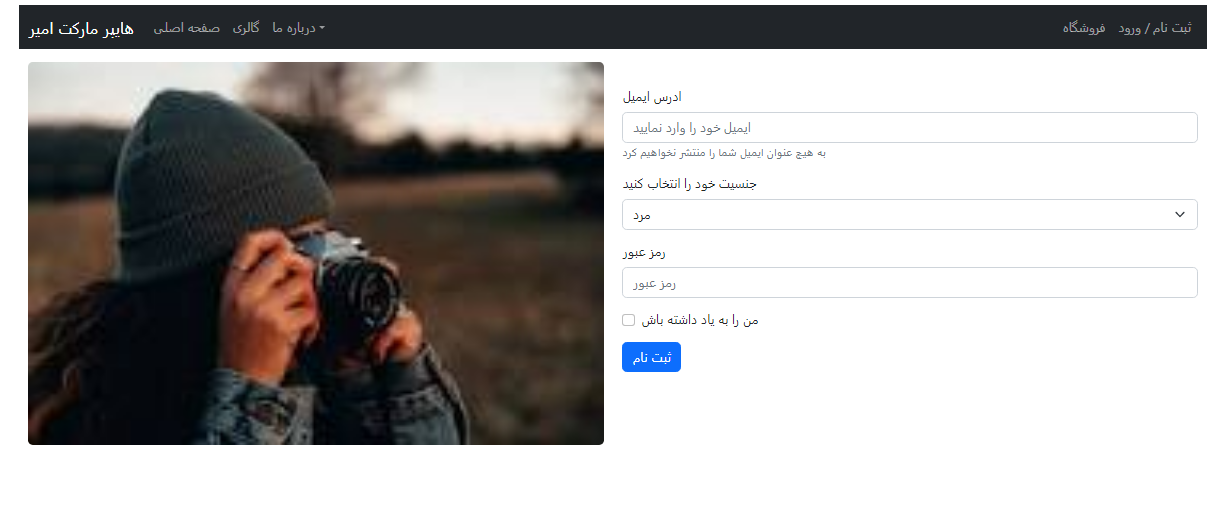 هایپر مارکت امیر صفحه اصلی گالری درباره ما فروشگاه ثبت نام / ورود
ادرس ایمیل
ایمیل خود را وارد نمایید
به هیچ عنوان ایمیل شما را منتشر نخواهیم کرد
جنسیت خود را انتخاب کنید
مرد
رمز عبور
رمز عبور
من را به یاد داشته باش
ثبت نام